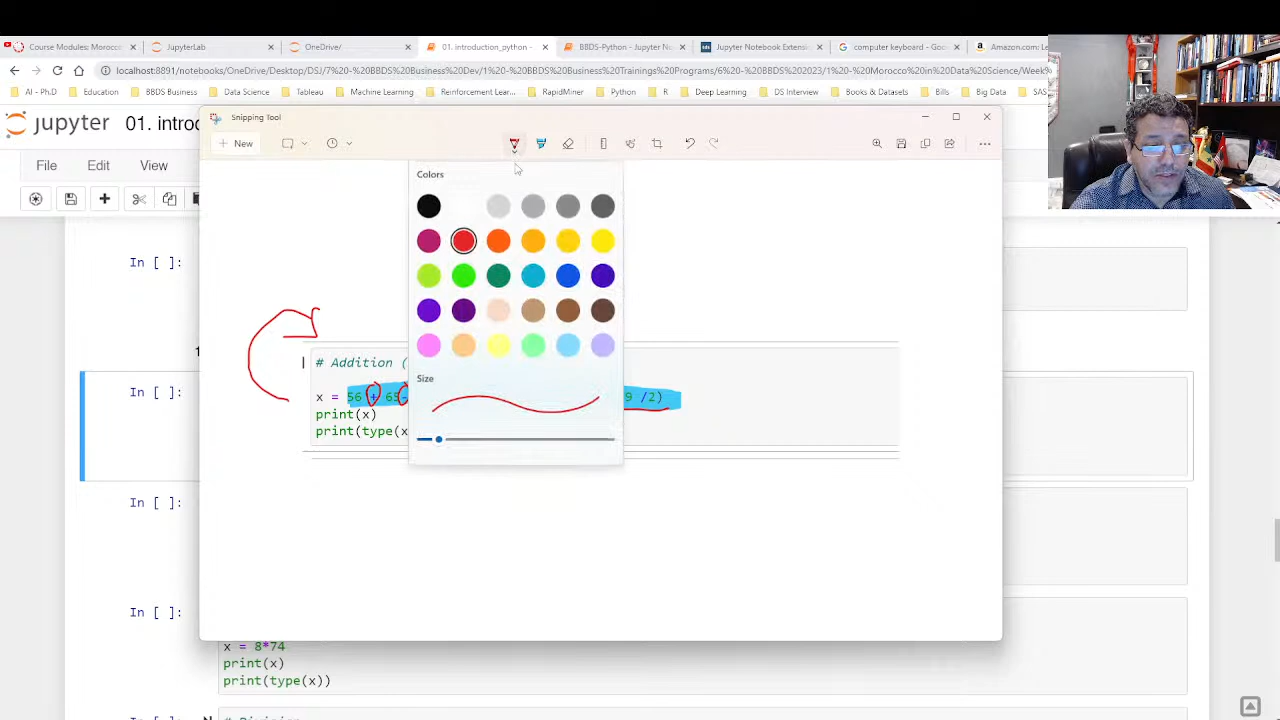 Course Modules: Morocc
JupyterLab
OneDrive/
01. introduction_python -
BBDS-Python - Jupyter No
Jupyter Notebook Extensi
computer keyboard - Goo
Amazon.com: Le
localhost:8891/notebooks/OneDrive/Desktop/DSJ/7%20-%20BBDS%20Business%20Dev/1%20-%20BBDS%20Business%20Trainings%20Programs/6%20-%20BBDS%202023/1%20-%20Morocco%20in%20Data%20Science/Week%
AI - Ph.D
Education
BBDS Business
Data Science
Tableau
Machine Learning
Reinforcement Lear...
RapidMiner
Python
R
Deep Learning
DS Interview
Books & Datasets
Bills
Big Data
SAS
jupyter
01. introd
Snipping Tool
New
File
Edit
View
Colors
Size
In [ ]:
# Addition (
x = 56 + 65- 9 /2)
print(x)
print(type(x
In [ ]:
In [ ]:
In [ ]:
x = 8*74
print(x)
print(type(x))